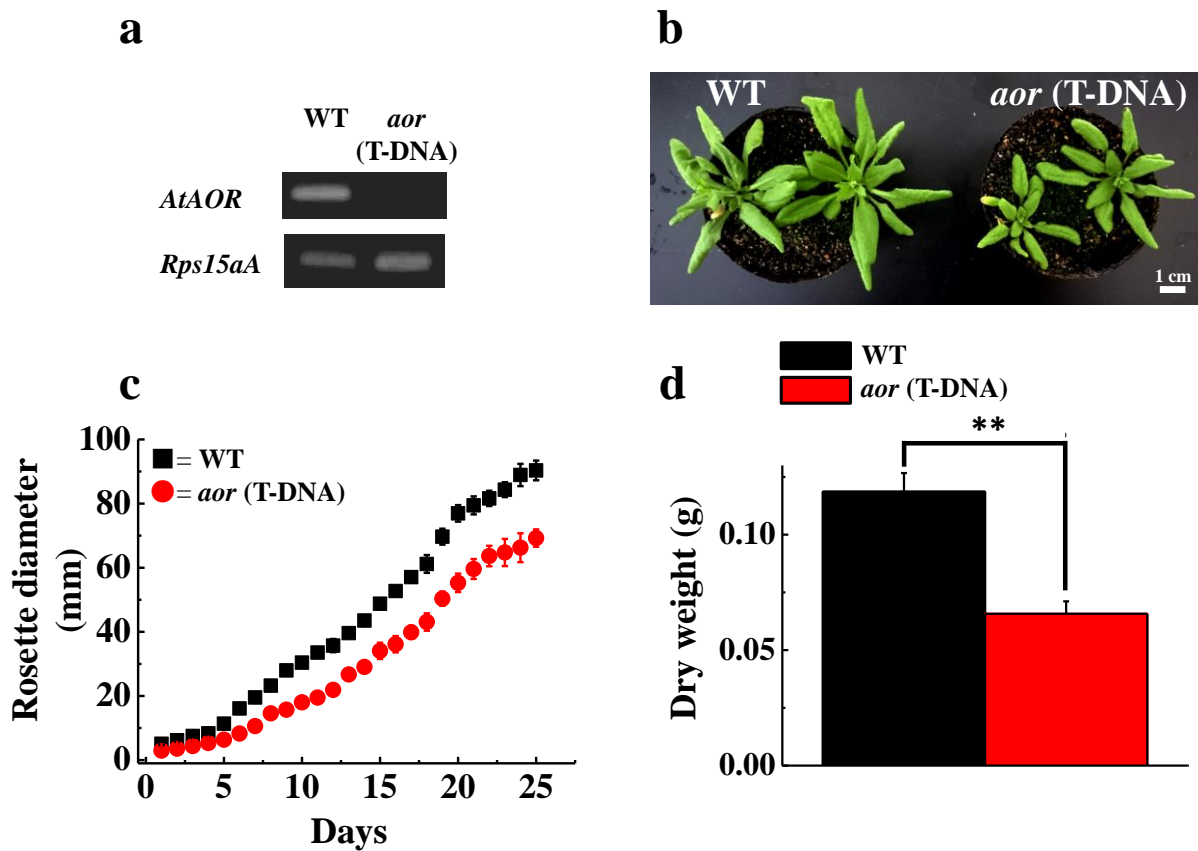 a
WT
aor
(T-DNA)
AtAOR
Rps15aA
b
WT
aor (T-DNA)
1 cm
c
Rosette diameter
(mm)
100
80
60
40
20
0
= WT
= aor (T-DNA)
0 5 10 15 20 25
Days
d
WT
aor (T-DNA)
**
Dry weight (g)
0.10
0.05
0.00